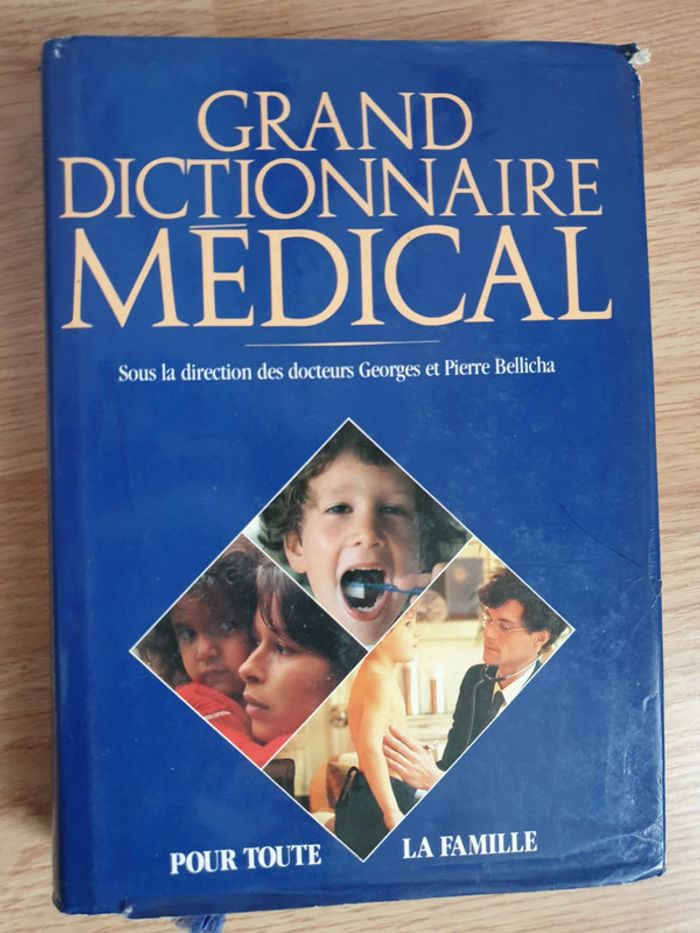 GRAND
DICTIONNAIRE
MÉDICAL
Sous la direction des docteurs Georges et Pierre Bellicha
POUR TOUTE LA FAMILLE